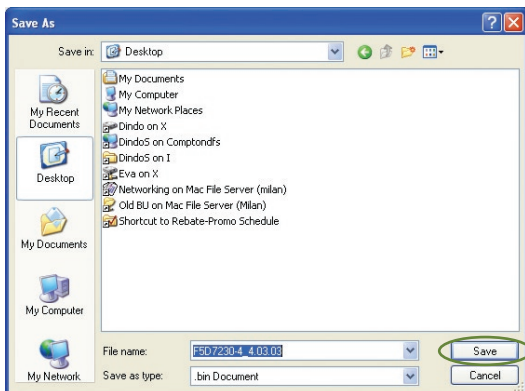 Save As
Save in: Desktop
My Recent
Documents
Desktop
My Documents
My Computer
My Network
My Documents
My Computer
My Network Places
Dindo on X
DindoS on Comptondfs
DindoS on I
Eva on X
Networking on Mac File Server (milan)
Old BU on Mac File Server (Milan)
Shortcut to Rebate-Promo Schedule
File name: F5D7230-4_4.03.03 Save
Save as type: .bin Document Cancel